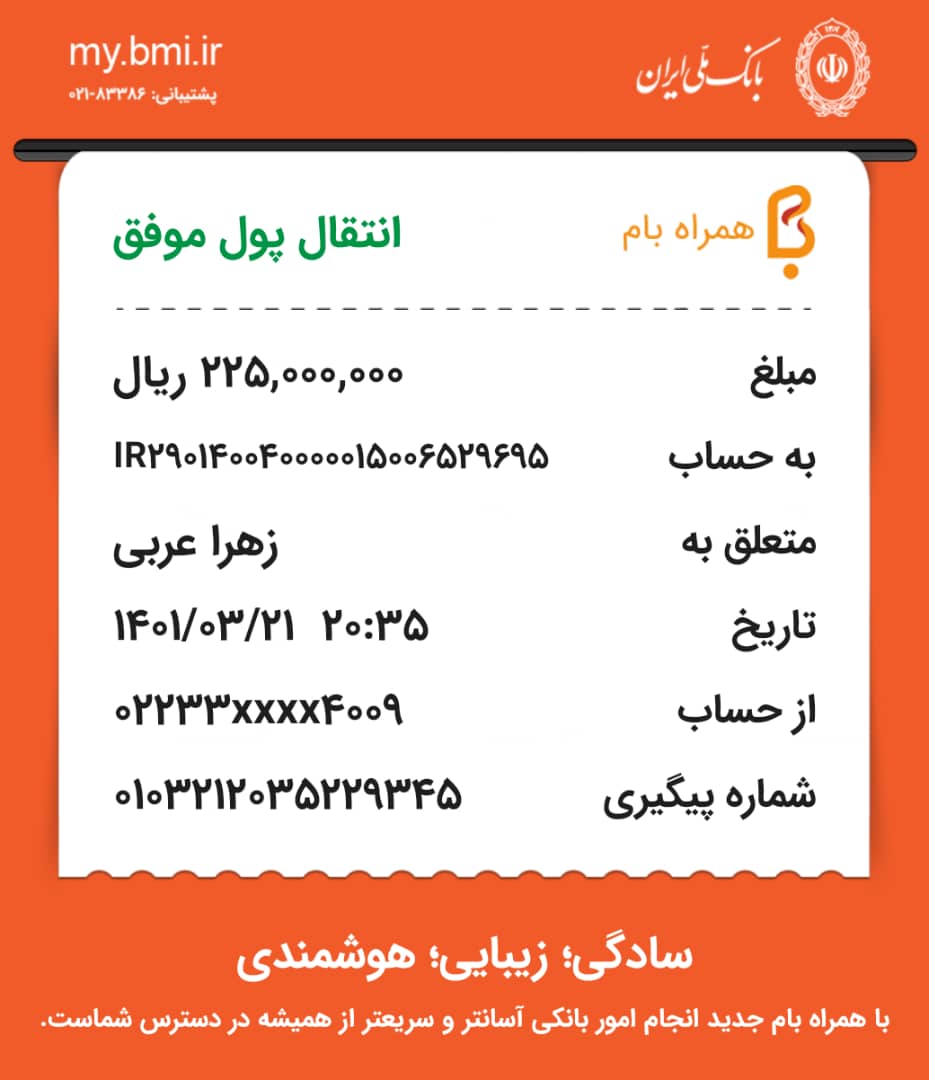 بانک ملّی ایران
my.bmi.ir
پشتیبانی: ۸۳۳۸۶-۰۲۱
همراه بام
انتقال پول موفق
مبلغ ۲۲۵,۰۰۰,۰۰۰ ریال
به حساب IR۲۹۰۱۴۰۰۴۰۰۰۰۰۱۵۰۰۶۵۲۹۶۹۵
متعلق به زهرا عربی
تاریخ ۱۴۰۱/۰۳/۲۱ ۲۰:۳۵
از حساب ۰۲۲۳۳xxxx۴۰۰۹
شماره پیگیری ۰۱۰۳۲۱۲۰۳۵۲۲۹۳۴۵
سادگی؛ زیبایی؛ هوشمندی
با همراه بام جدید انجام امور بانکی آسانتر و سریعتر از همیشه در دسترس شماست.